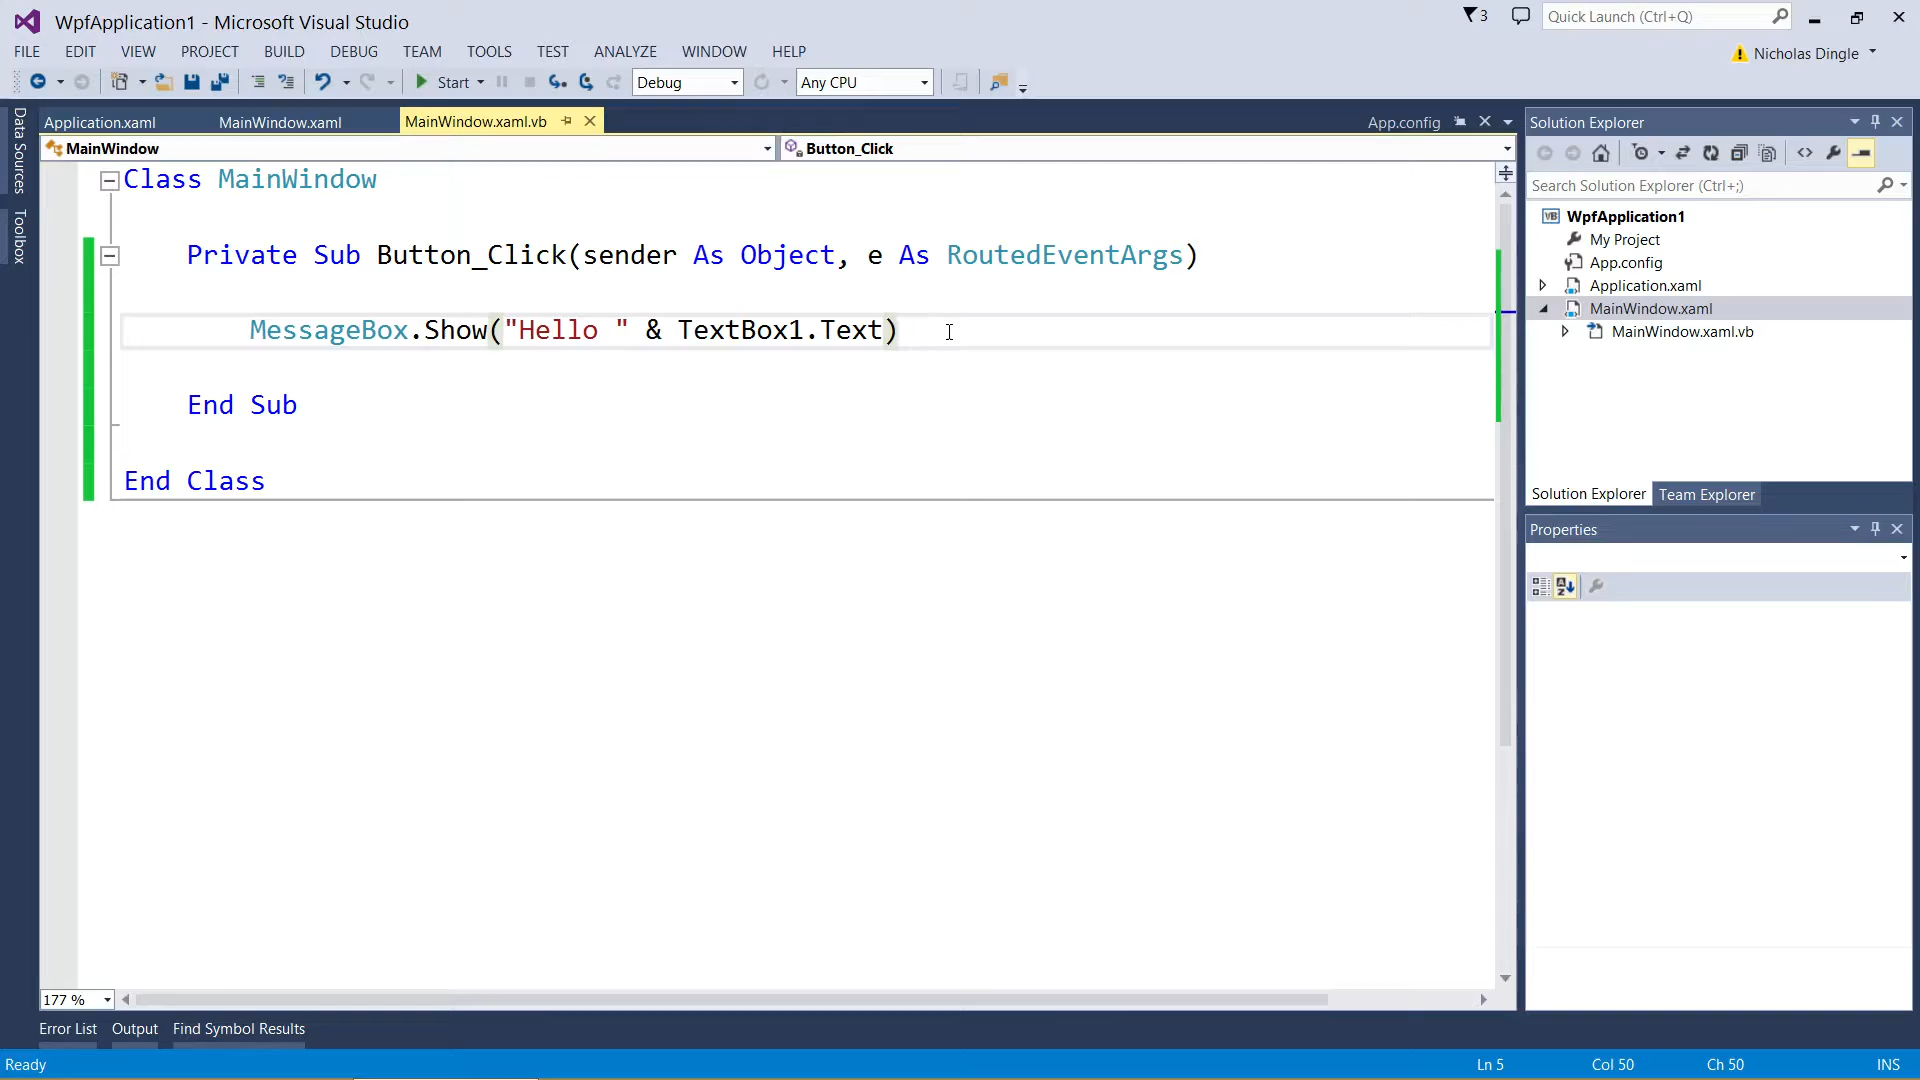 WpfApplication1 - Microsoft Visual Studio
3
Quick Launch (Ctrl+Q)
FILE EDIT VIEW PROJECT BUILD DEBUG TEAM TOOLS TEST ANALYZE WINDOW HELP
Nicholas Dingle
Start Debug Any CPU
Data Sources
Toolbox
Application.xaml MainWindow.xaml MainWindow.xaml.vb App.config
MainWindow Button_Click
Class MainWindow
Private Sub Button_Click(sender As Object, e As RoutedEventArgs)
MessageBox.Show("Hello " & TextBox1.Text)
End Sub
End Class
177 %
Solution Explorer
Search Solution Explorer (Ctrl+;)
WpfApplication1
My Project
App.config
Application.xaml
MainWindow.xaml
MainWindow.xaml.vb
Solution Explorer Team Explorer
Properties
Error List Output Find Symbol Results
Ready Ln 5 Col 50 Ch 50 INS